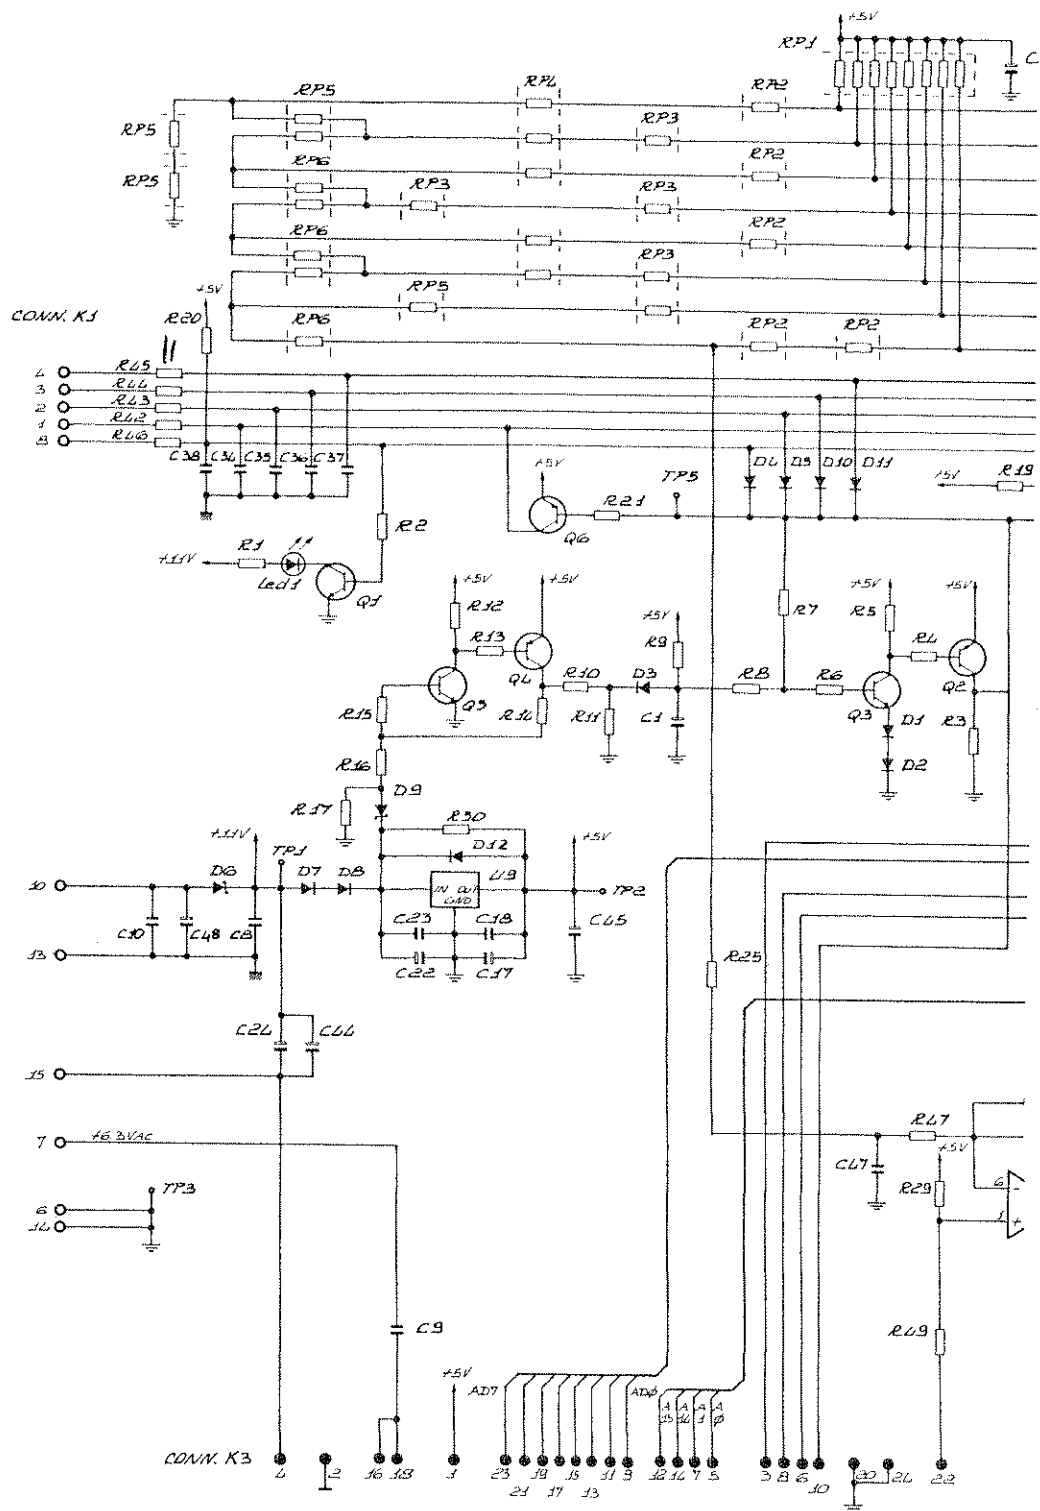 +5V
RP1
C
RP5
RP4
RP2
RP5
RP3
RP5
RP6
RP3
RP3
RP2
RP6
RP2
RP3
+5V
RP5
CONN. K1
R20
RP6
RP2
RP2
4
R45
3
R44
2
R43
1
R42
8
R46
C38
C34
C35
C36
C37
+5V
TP5
D4
D5
D10
D11
+5V
R19
R21
R2
Q6
+11V
R1
Led1
Q1
+5V
R12
+5V
R13
Q4
+5V
R9
R7
+5V
R5
+5V
R4
Q2
R10
D3
R8
R6
Q5
R14
R11
C1
Q3
D1
R3
R15
D2
R16
D9
R17
R30
+11V
TP1
D12
+5V
10
D6
D7
D8
U9
IN OUT
GND
TP2
C10
C48
C8
C23
C18
C45
13
C22
C17
R25
C24
C44
15
7
+6.3VAC
R47
C47
+5V
R29
6
-
TP3
6
14
1
+
C9
R49
+5V
AD7
ADØ
A
15
A
14
A
1
A
Ø
CONN. K3
4
2
16
18
1
23
21
19
17
15
13
11
9
12
14
7
5
3
8
6
10
20
24
22